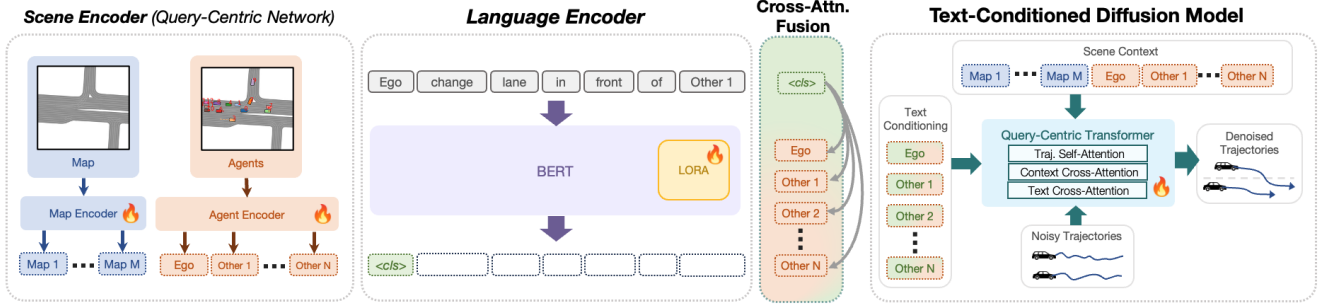 Scene Encoder (Query-Centric Network)
Map
Agents
Map Encoder
Agent Encoder
Map 1
Map M
Ego
Other 1
Other N
Language Encoder
Ego change lane in front of Other 1
BERT
LORA
<cls>
Cross-Attn.
Fusion
<cls>
Ego
Other 1
Other 2
Other N
Text-Conditioned Diffusion Model
Scene Context
Map 1
Map M
Ego
Other 1
Other N
Text
Conditioning
Ego
Other 1
Other 2
Other N
Query-Centric Transformer
Traj. Self-Attention
Context Cross-Attention
Text Cross-Attention
Noisy Trajectories
Denoised
Trajectories